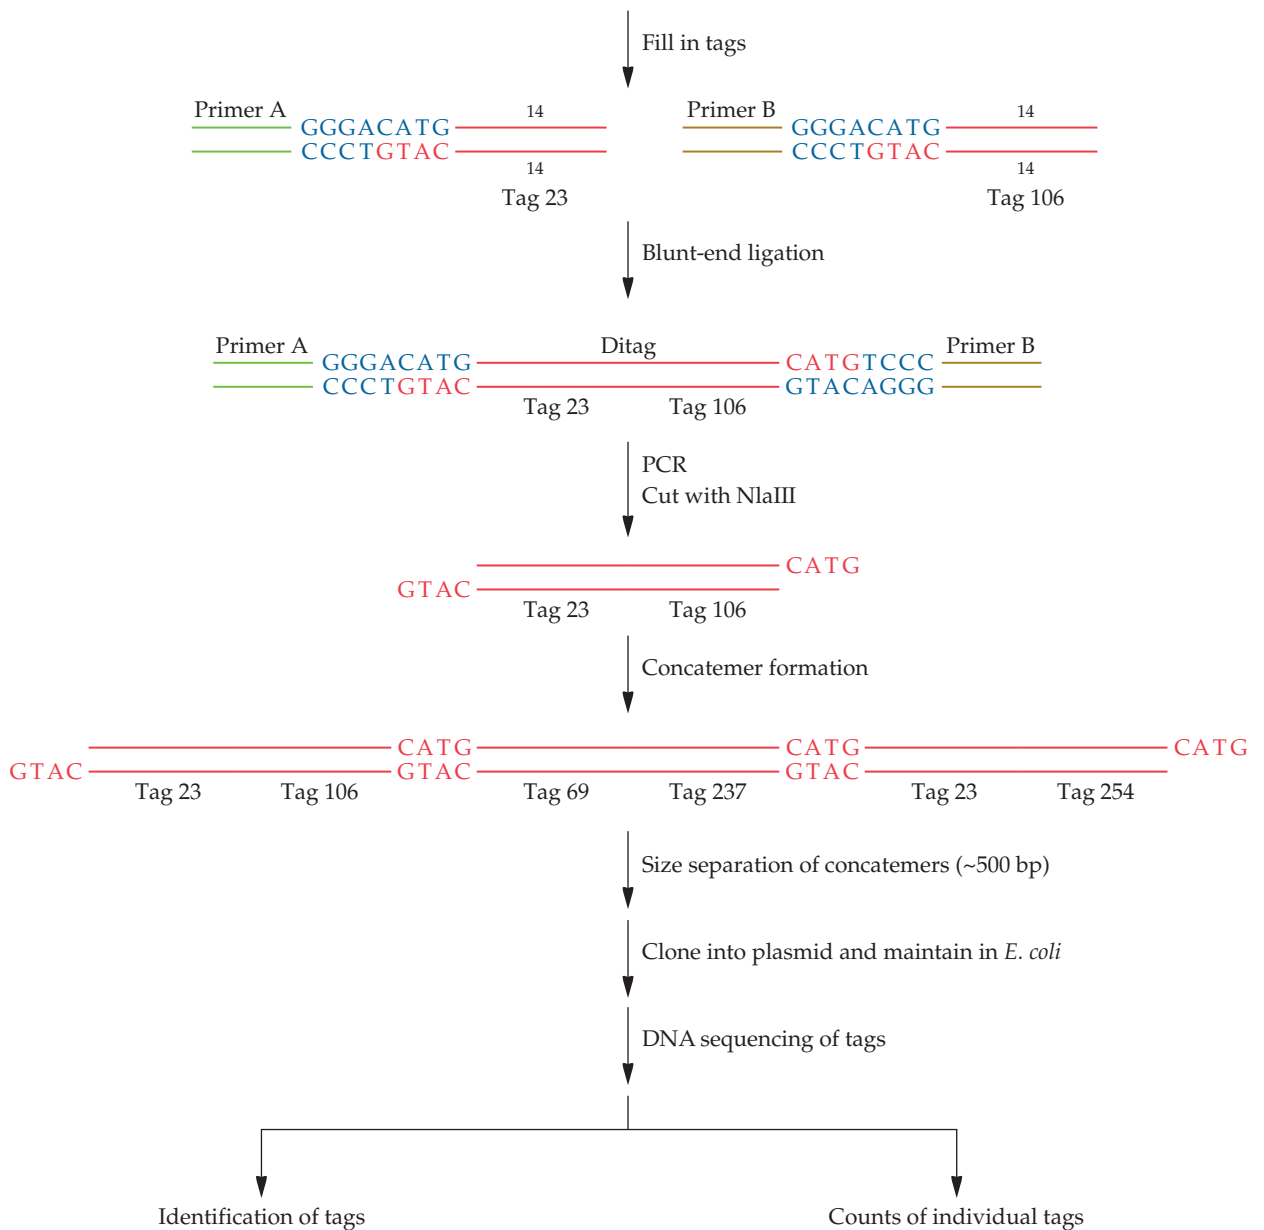 Fill in tags
Primer A
GGGACATG
14
CCCTGTAC
14
Tag 23
Primer B
GGGACATG
14
CCCTGTAC
14
Tag 106
Blunt-end ligation
Primer A
GGGACATG
Ditag
CATGTCCC
Primer B
CCCTGTAC
GTACAGGG
Tag 23
Tag 106
PCR
Cut with NlaIII
CATG
GTAC
Tag 23
Tag 106
Concatemer formation
CATG
CATG
CATG
GTAC
GTAC
GTAC
Tag 23
Tag 106
Tag 69
Tag 237
Tag 23
Tag 254
Size separation of concatemers (~500 bp)
Clone into plasmid and maintain in E. coli
DNA sequencing of tags
Identification of tags
Counts of individual tags